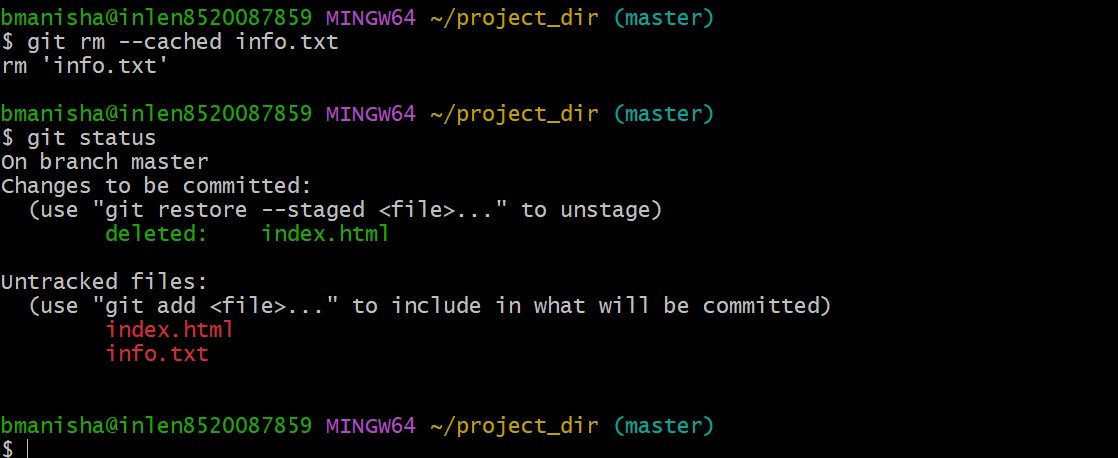 bmanisha@inlen8520087859 MINGW64 ~/project_dir (master)
$ git rm --cached info.txt
rm 'info.txt'
bmanisha@inlen8520087859 MINGW64 ~/project_dir (master)
$ git status
On branch master
Changes to be committed:
  (use "git restore --staged <file>..." to unstage)
        deleted:    index.html
Untracked files:
  (use "git add <file>..." to include in what will be committed)
        index.html
        info.txt
bmanisha@inlen8520087859 MINGW64 ~/project_dir (master)
$